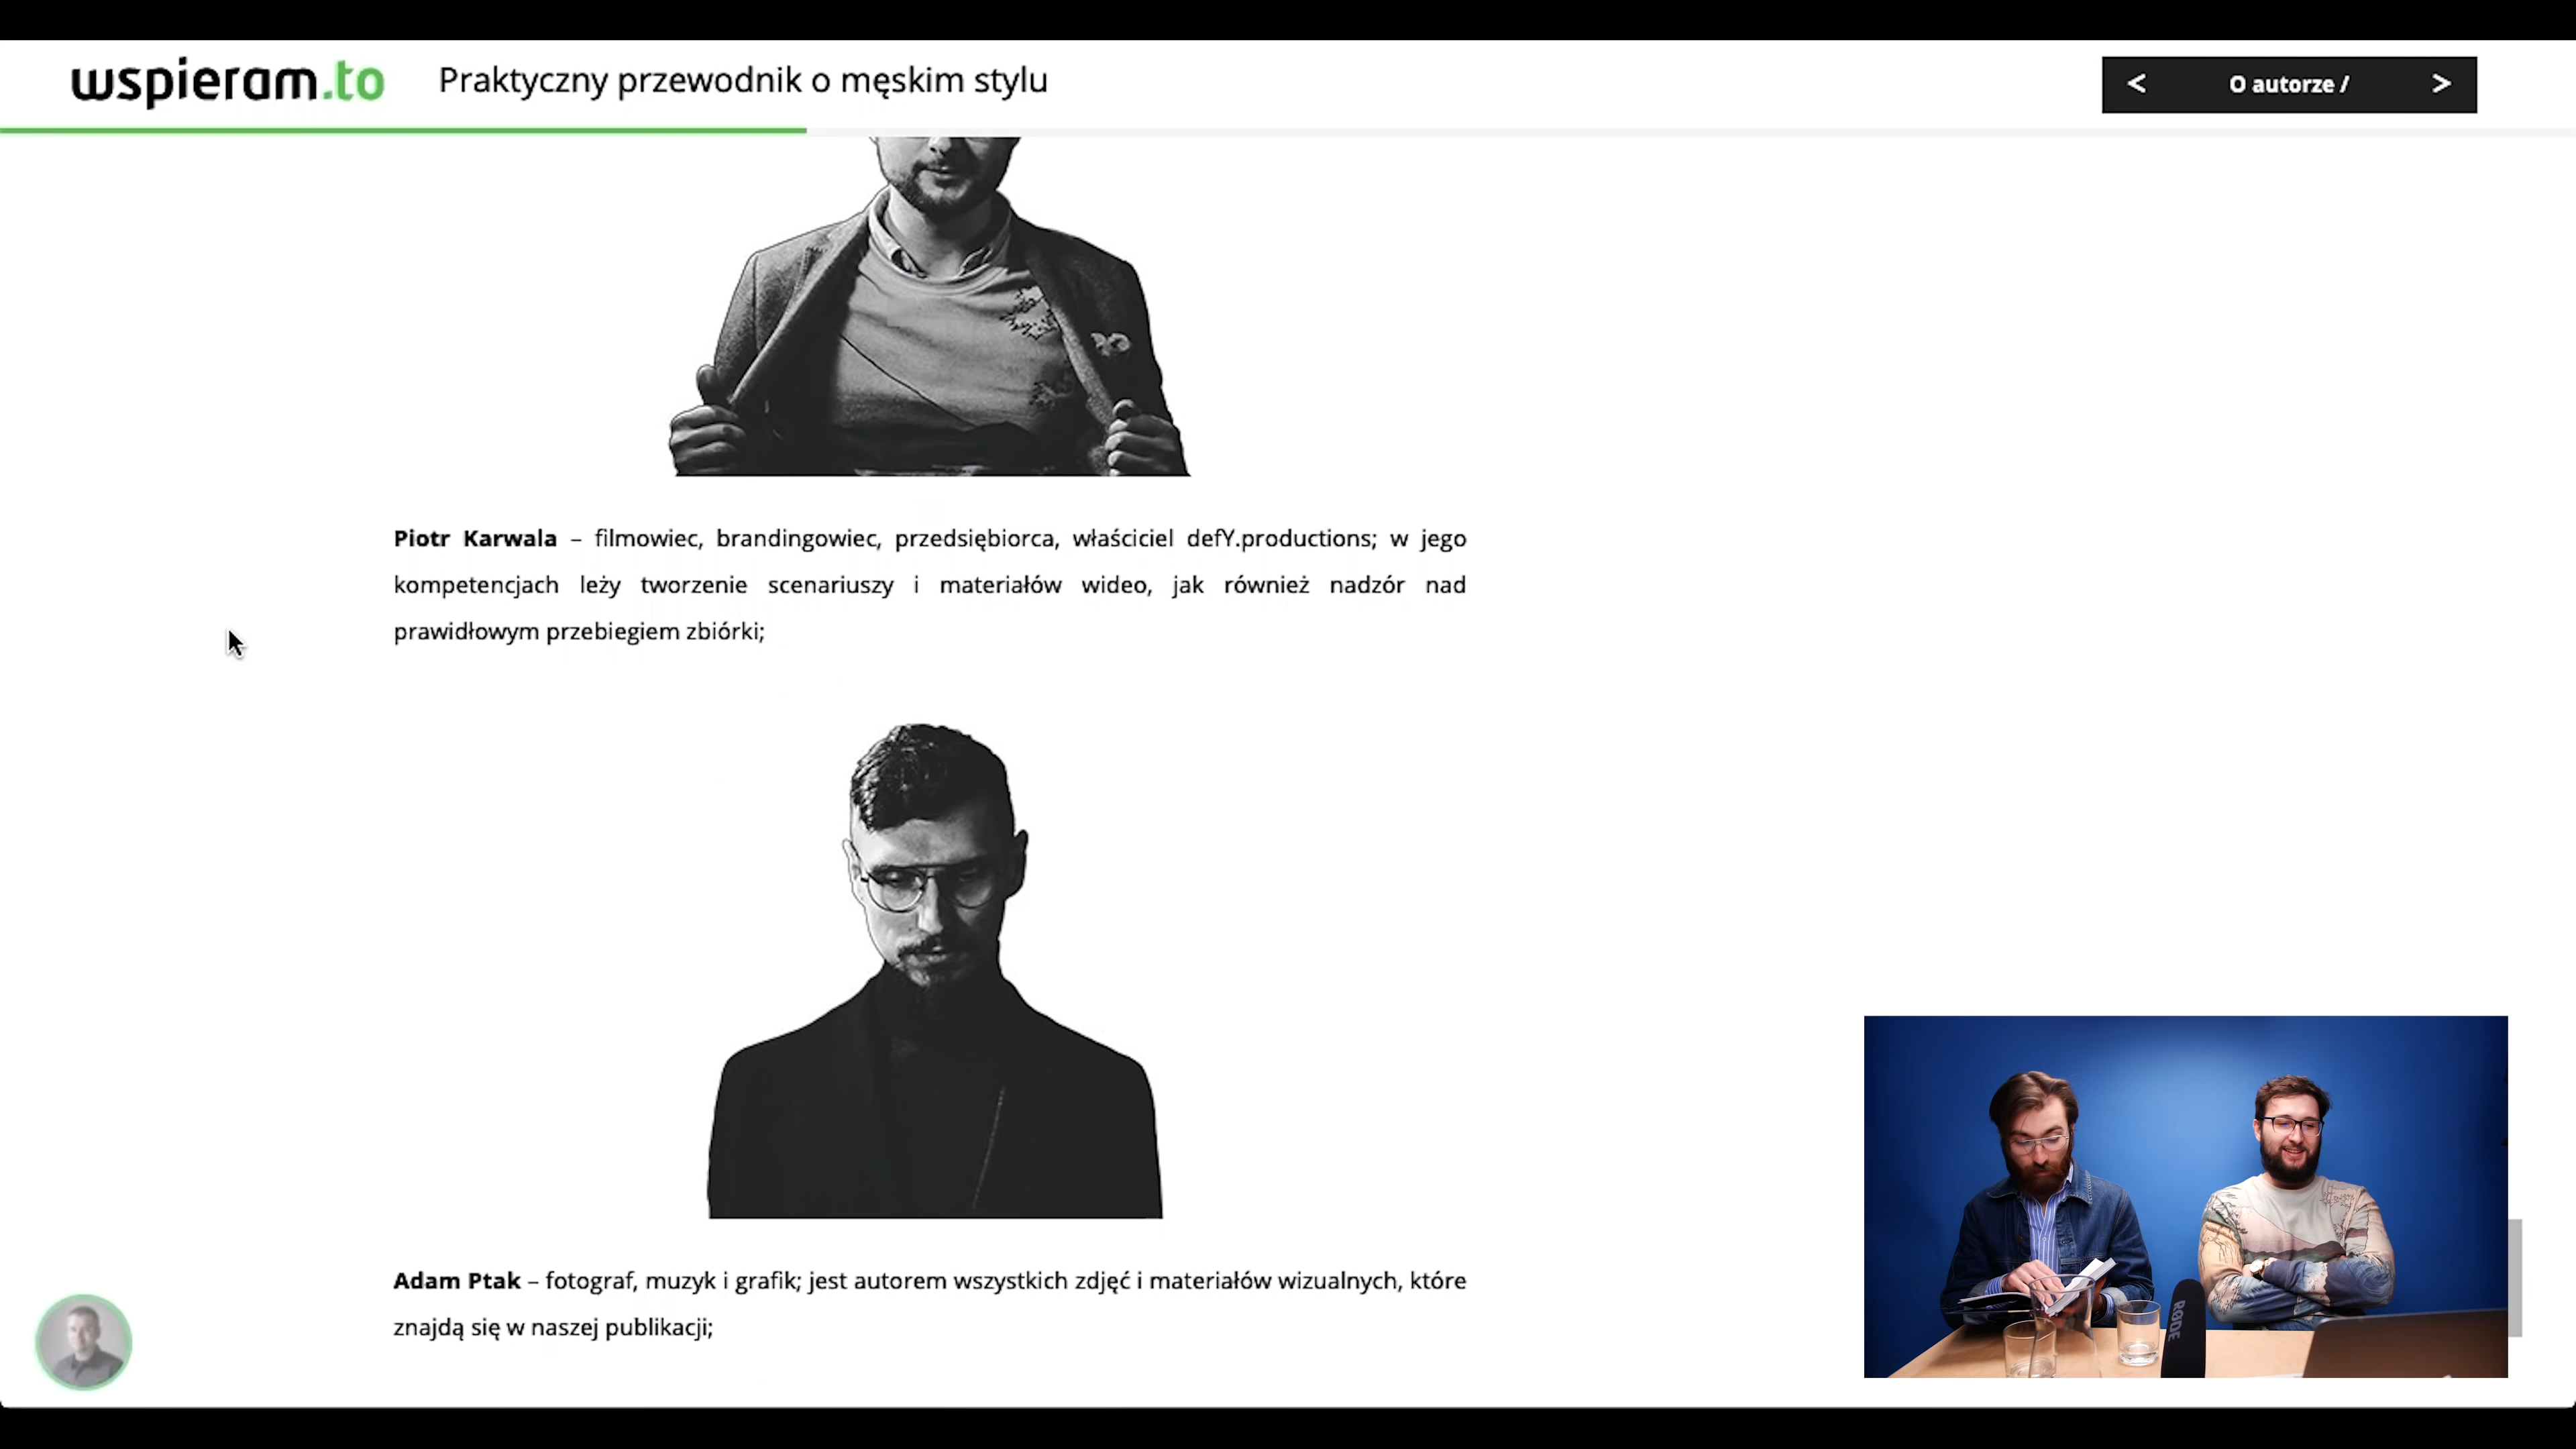 wspieram.to
Praktyczny przewodnik o męskim stylu
< O autorze / >
Piotr Karwala – filmowiec, brandingowiec, przedsiębiorca, właściciel defY.productions; w jego
kompetencjach leży tworzenie scenariuszy i materiałów wideo, jak również nadzór nad
prawidłowym przebiegiem zbiórki;
Adam Ptak – fotograf, muzyk i grafik; jest autorem wszystkich zdjęć i materiałów wizualnych, które
znajdą się w naszej publikacji;
RØDE